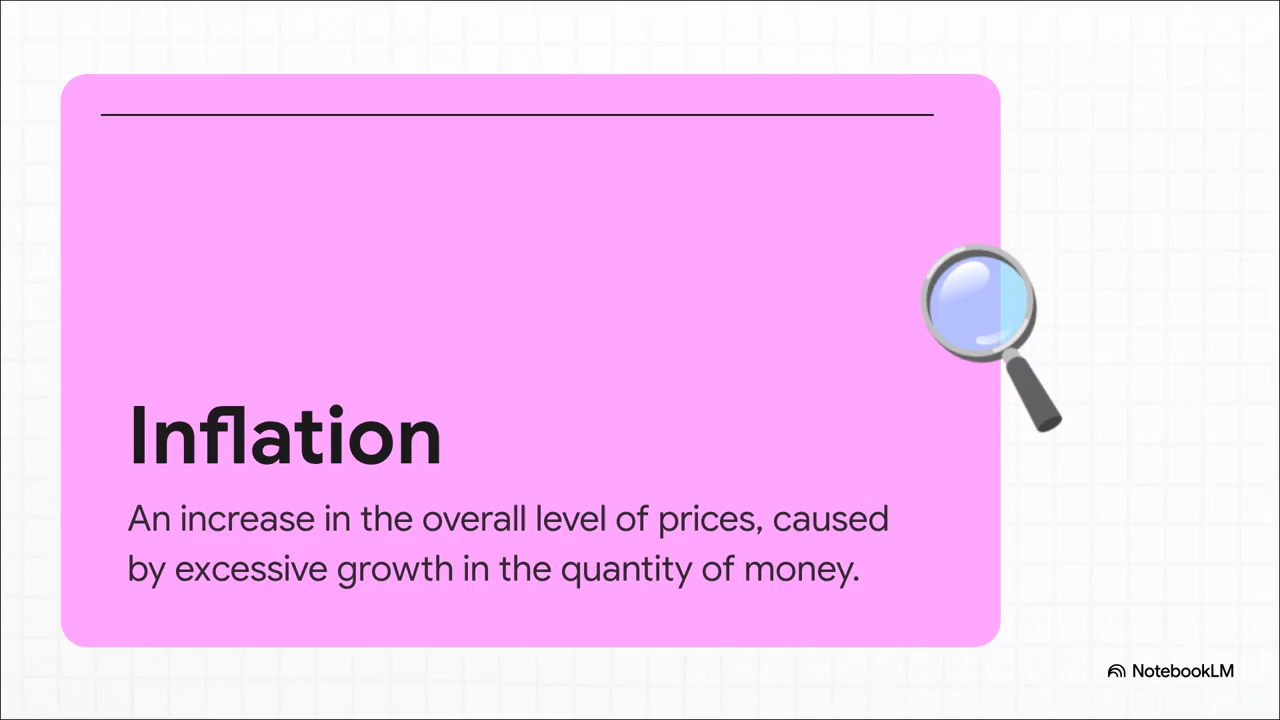 Inflation
An increase in the overall level of prices, caused
by excessive growth in the quantity of money.
NotebookLM